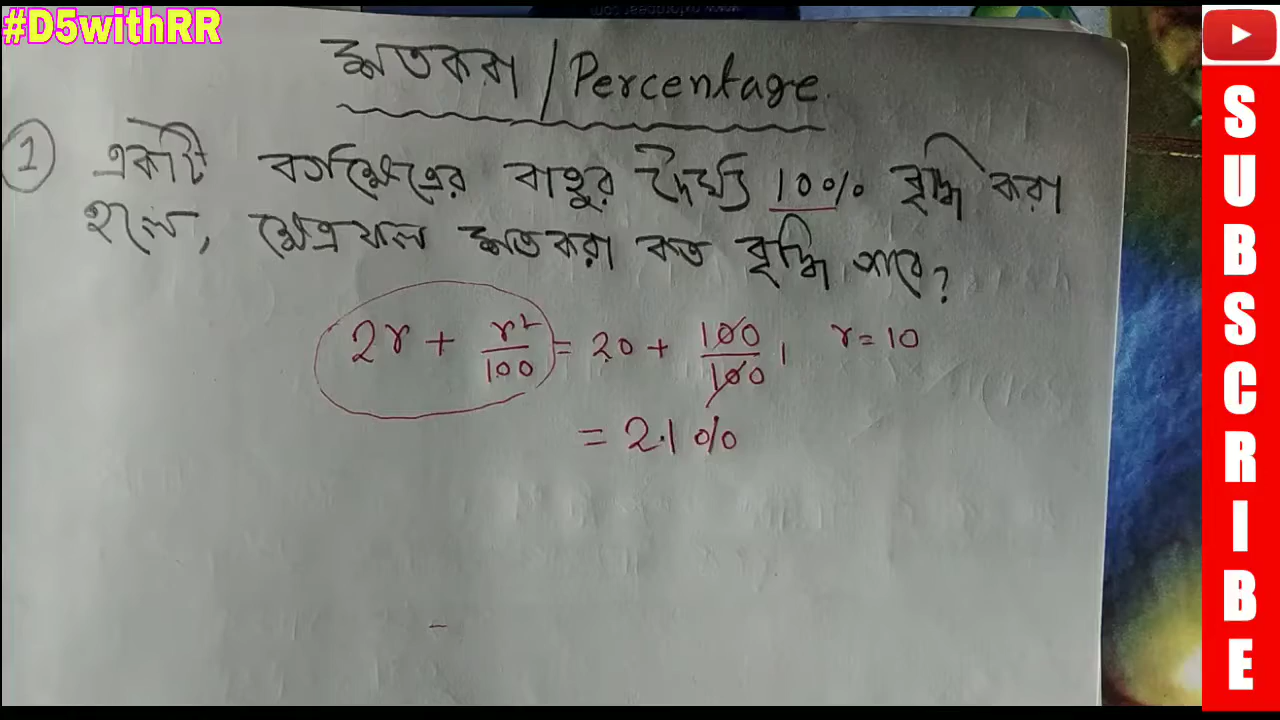 #D5withRR
শতকরা / Percentage
① একটি বর্গক্ষেত্রের বাহুর দৈর্ঘ্য 10% বৃদ্ধি করা
হলে, ক্ষেত্রফল শতকরা কত বৃদ্ধি পাবে?
2r + r²/100 = 20 + 100/100, r = 10
= 21%
SUBSCRIBE